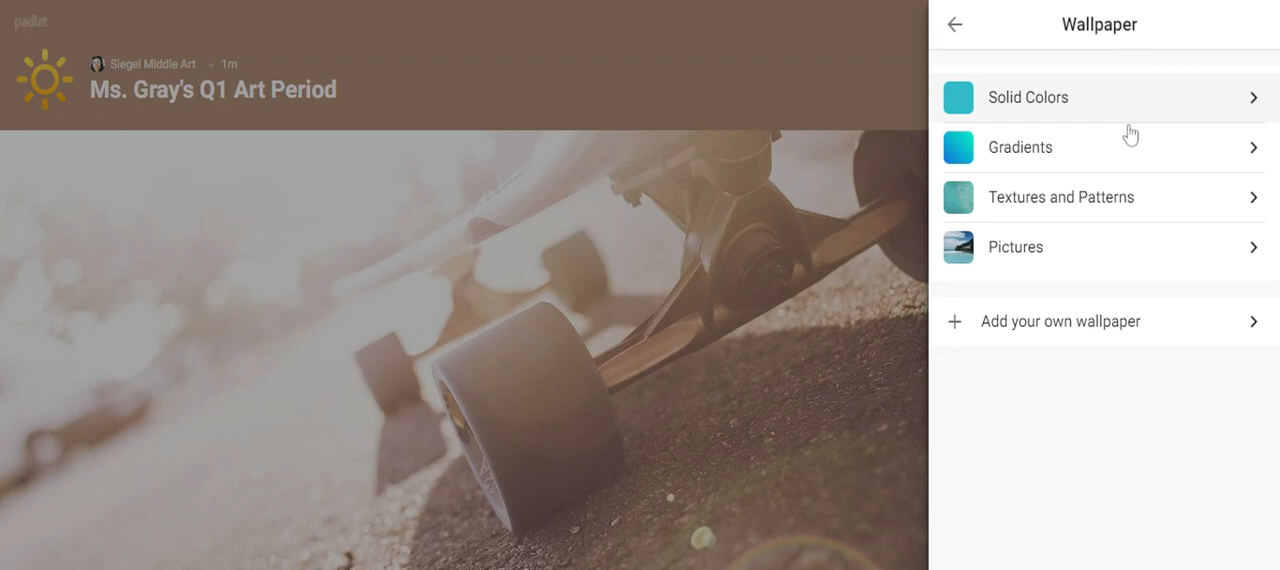 padlet
Siegel Middle Art • 1m
Ms. Gray's Q1 Art Period
Wallpaper
Solid Colors
Gradients
Textures and Patterns
Pictures
Add your own wallpaper